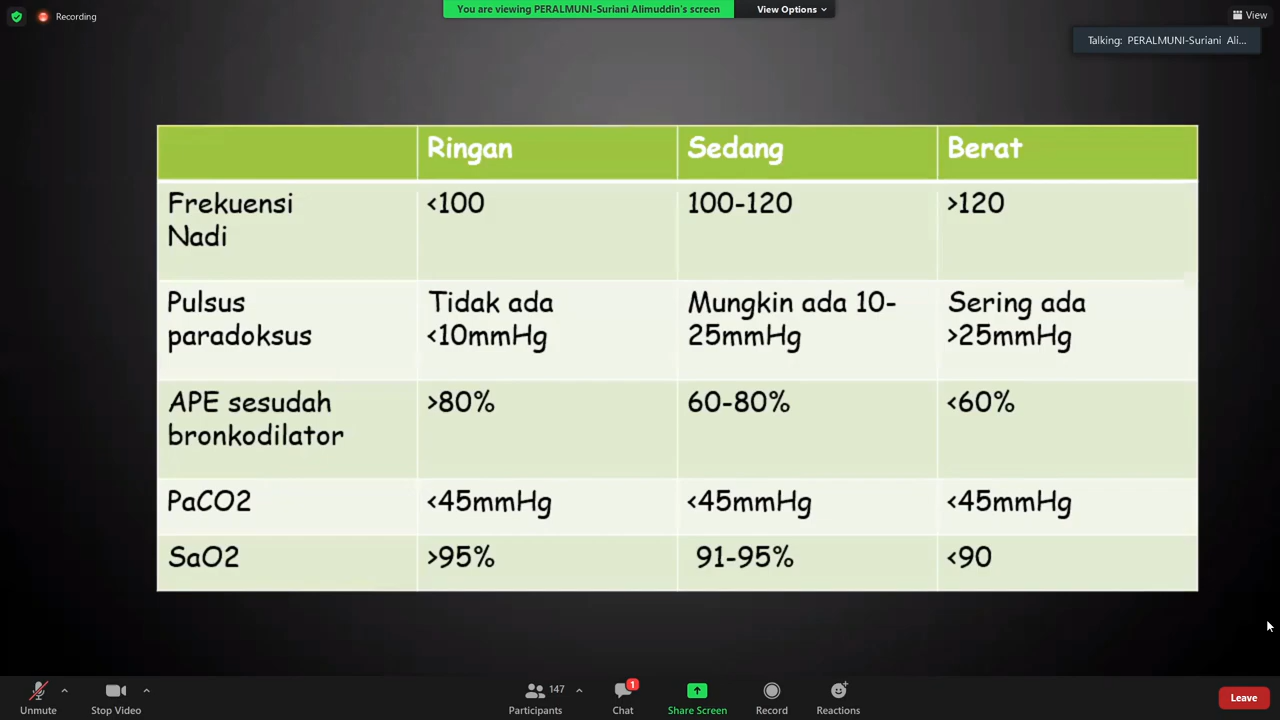 Recording
You are viewing PERALMUNI-Suriani Alimuddin's screen
View Options
View
Talking: PERALMUNI-Suriani Ali...
Ringan
Sedang
Berat
Frekuensi
Nadi
<100
100-120
>120
Pulsus
paradoksus
Tidak ada
<10mmHg
Mungkin ada 10-
25mmHg
Sering ada
>25mmHg
APE sesudah
bronkodilator
>80%
60-80%
<60%
PaCO2
<45mmHg
<45mmHg
<45mmHg
SaO2
>95%
91-95%
<90
Unmute
Stop Video
147
Participants
1
Chat
Share Screen
Record
Reactions
Leave